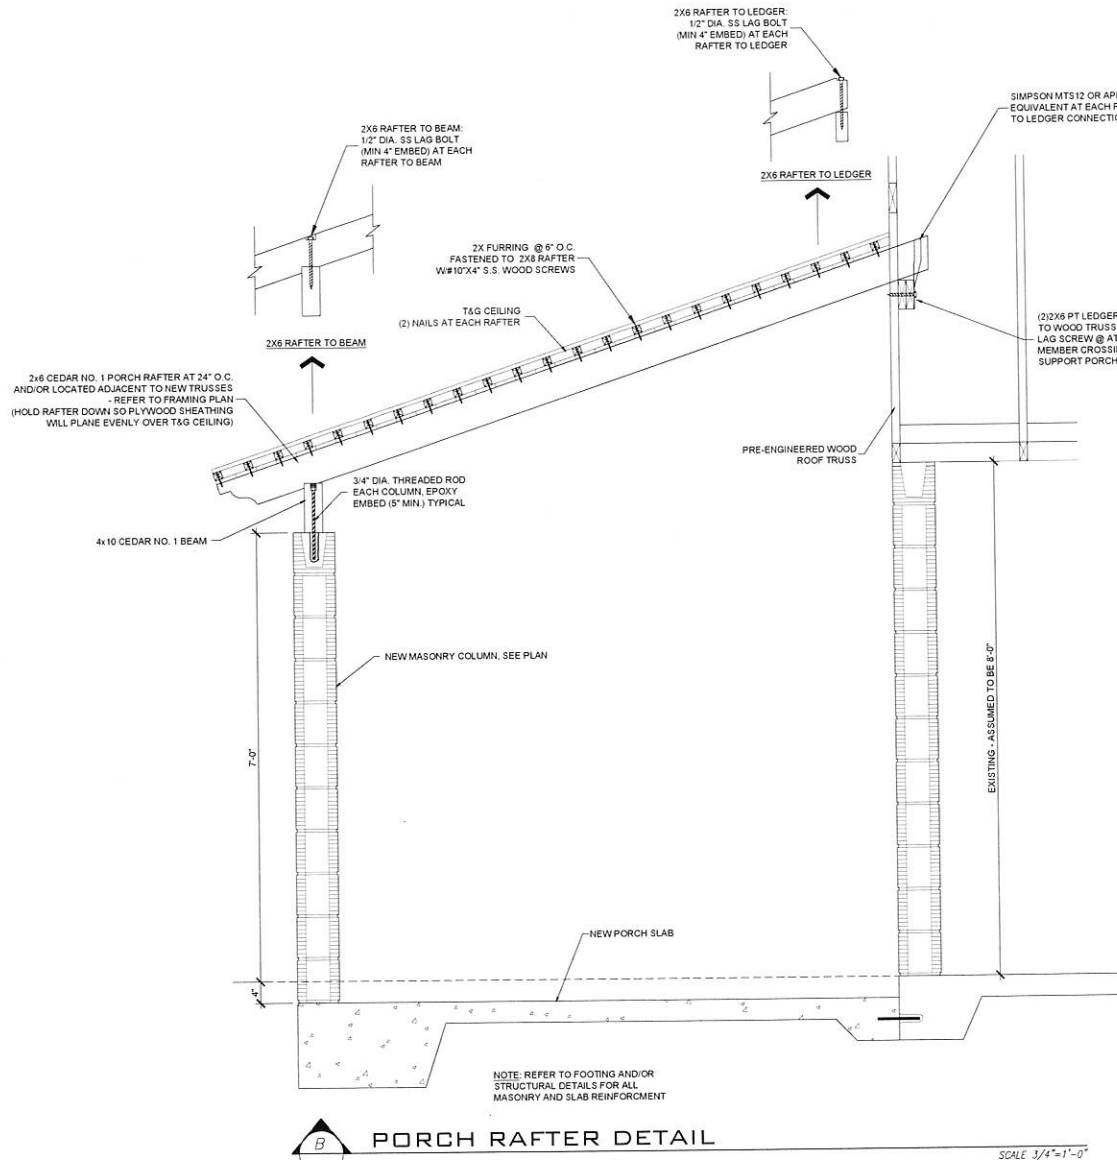 2X6 RAFTER TO LEDGER:
1/2" DIA. SS LAG BOLT
(MIN 4" EMBED) AT EACH
RAFTER TO LEDGER
SIMPSON MTS12 OR
EQUIVALENT AT EACH
TO LEDGER
2X6 RAFTER TO BEAM:
1/2" DIA. SS LAG BOLT
(MIN 4" EMBED) AT EACH
RAFTER TO BEAM
2X6 RAFTER TO LEDGER
2X FURRING @ 6" O.C.
FASTENED TO 2X8 RAFTER
W/#10"X4" S.S. WOOD SCREWS
T&G CEILING
(2) NAILS AT EACH RAFTER
(2)2X6 PT LEDGER
TO WOOD TRUSS
LAG SCREW @
MEMBER
SUPPORT PORCH
2X6 RAFTER TO BEAM
2x6 CEDAR NO. 1 PORCH RAFTER AT 24" O.C.
AND/OR LOCATED ADJACENT TO NEW TRUSSES
- REFER TO FRAMING PLAN
(HOLD RAFTER DOWN SO PLYWOOD SHEATHING
WILL PLANE EVENLY OVER T&G CEILING)
PRE-ENGINEERED WOOD
ROOF TRUSS
3/4" DIA. THREADED ROD
EACH COLUMN, EPOXY
EMBED (5" MIN.) TYPICAL
4x10 CEDAR NO. 1 BEAM
NEW MASONRY COLUMN, SEE PLAN
7'-0"
EXISTING - ASSUMED TO BE 8'-0"
NEW PORCH SLAB
4"
NOTE: REFER TO FOOTING AND/OR
STRUCTURAL DETAILS FOR ALL
MASONRY AND SLAB REINFORCMENT
B
PORCH RAFTER DETAIL
SCALE 3/4"=1'-0"